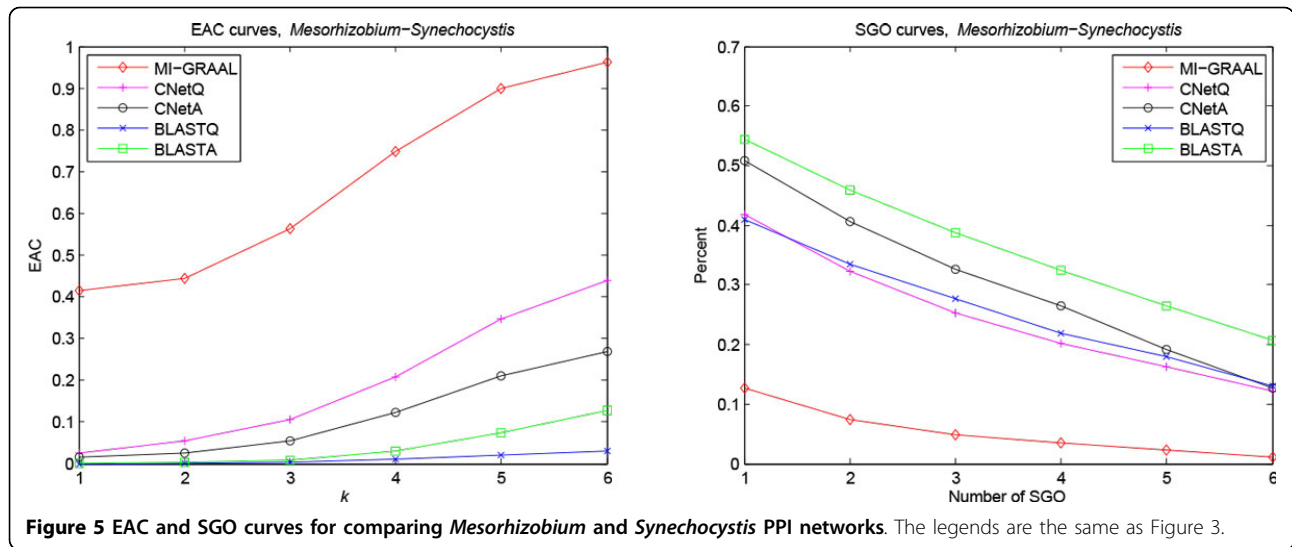 EAC curves, Mesorhizobium−Synechocystis
1
0.9
0.8
0.7
0.6
0.5
0.4
0.3
0.2
0.1
0
EAC
MI−GRAAL
CNetQ
CNetA
BLASTQ
BLASTA
1 2 3 4 5 6
k
SGO curves, Mesorhizobium−Synechocystis
0.7
0.6
0.5
0.4
0.3
0.2
0.1
0
Percent
MI−GRAAL
CNetQ
CNetA
BLASTQ
BLASTA
1 2 3 4 5 6
Number of SGO
Figure 5 EAC and SGO curves for comparing Mesorhizobium and Synechocystis PPI networks. The legends are the same as Figure 3.